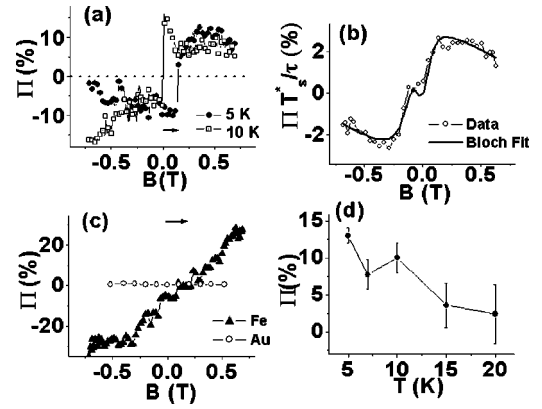 (a)
Π (%)
10
0
-10
5 K
10 K
-0.5 0.0 0.5
B (T)
(b)
Π T*s/τ (%)
2
0
-2
Data
Bloch Fit
-0.5 0.0 0.5
B (T)
(c)
Π (%)
20
0
-20
Fe
Au
-0.5 0.0 0.5
B (T)
(d)
Π(%)
15
10
5
0
5 10 15 20
T (K)